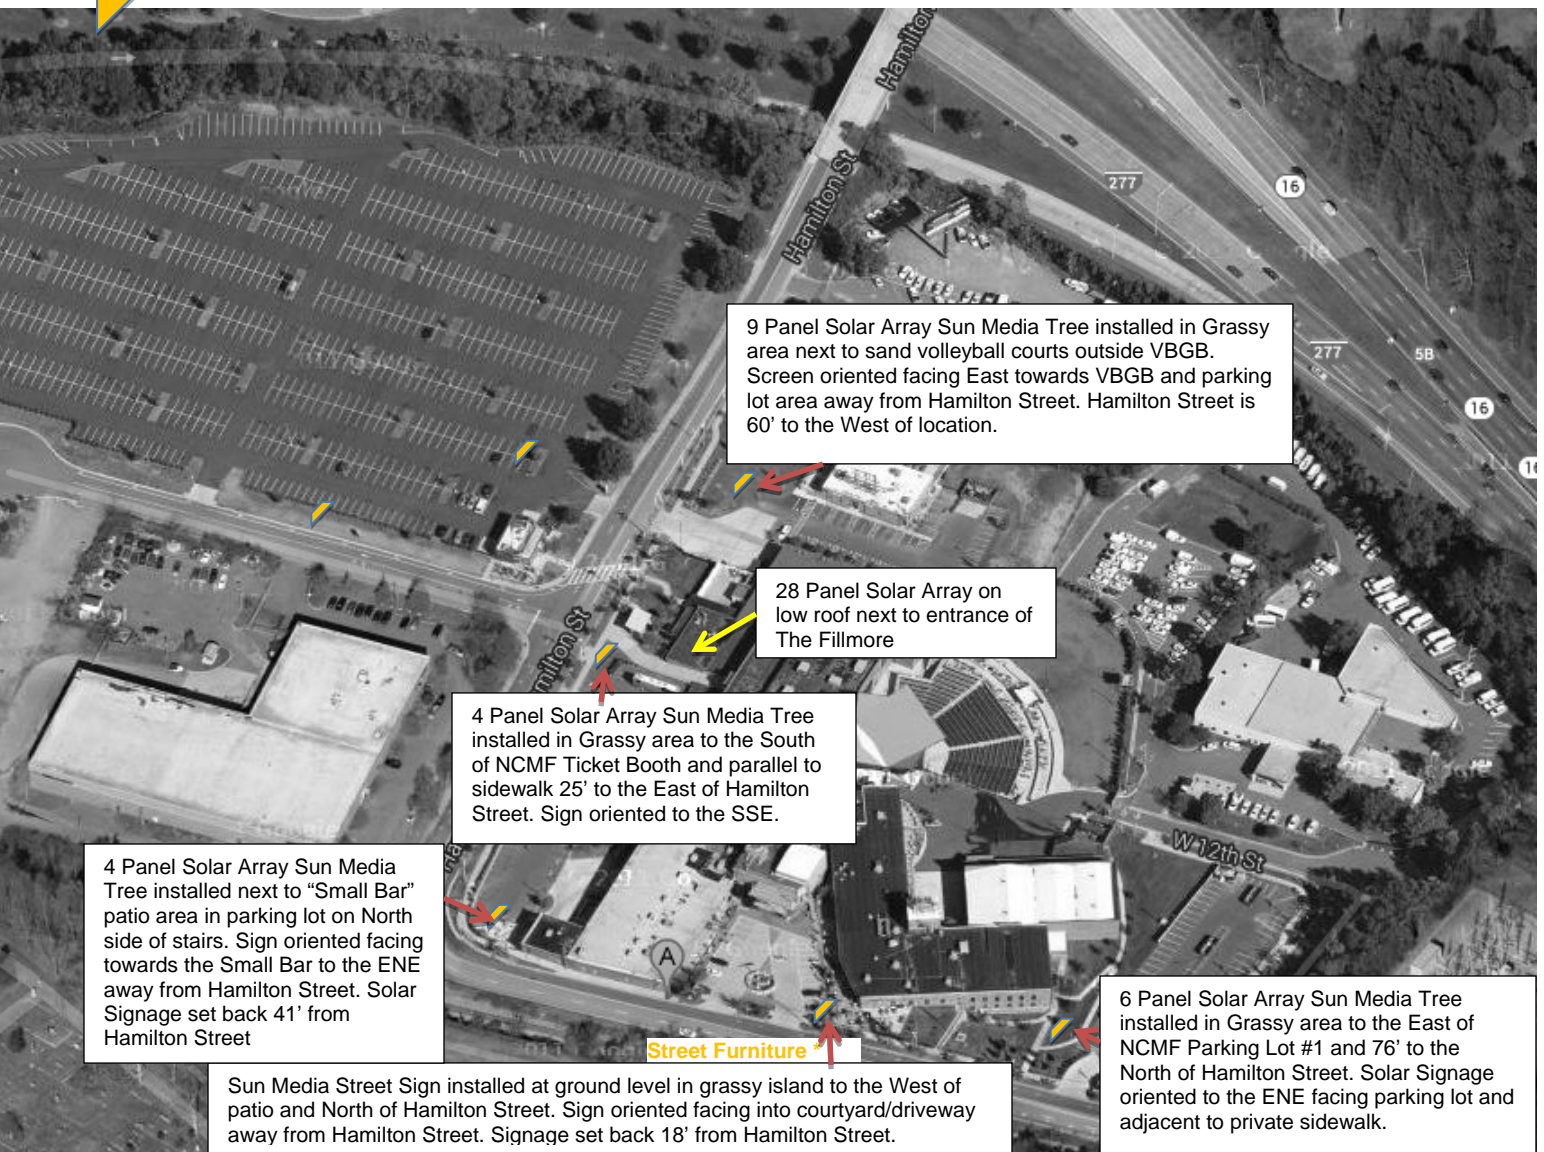 Hamilton
Hamilton St
277
16
9 Panel Solar Array Sun Media Tree installed in Grassy
area next to sand volleyball courts outside VBGB.
Screen oriented facing East towards VBGB and parking
lot area away from Hamilton Street. Hamilton Street is
60’ to the West of location.
277
5B
16
16
28 Panel Solar Array on
low roof next to entrance of
The Fillmore
milton St
4 Panel Solar Array Sun Media Tree
installed in Grassy area to the South
of NCMF Ticket Booth and parallel to
sidewalk 25’ to the East of Hamilton
Street. Sign oriented to the SSE.
W 12th St
4 Panel Solar Array Sun Media
Tree installed next to “Small Bar”
patio area in parking lot on North
side of stairs. Sign oriented facing
towards the Small Bar to the ENE
away from Hamilton Street. Solar
Signage set back 41’ from
Hamilton Street
Ha
A
6 Panel Solar Array Sun Media Tree
installed in Grassy area to the East of
NCMF Parking Lot #1 and 76’ to the
North of Hamilton Street. Solar Signage
oriented to the ENE facing parking lot and
adjacent to private sidewalk.
Street Furniture *
Sun Media Street Sign installed at ground level in grassy island to the West of
patio and North of Hamilton Street. Sign oriented facing into courtyard/driveway
away from Hamilton Street. Signage set back 18’ from Hamilton Street.